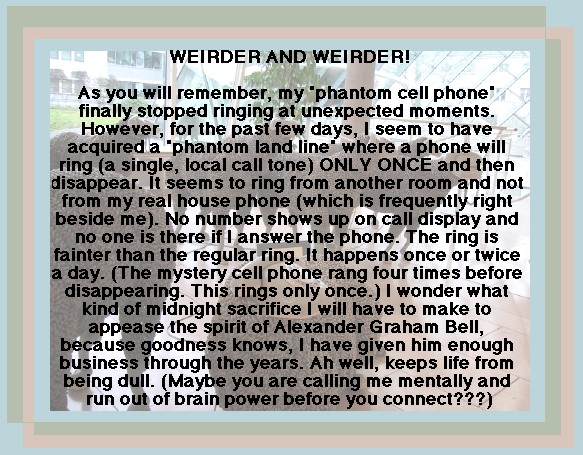 WEIRDER AND WEIRDER!
As you will remember, my "phantom cell phone"
finally stopped ringing at unexpected moments.
However, for the past few days, I seem to have
acquired a "phantom land line" where a phone will
ring (a single, local call tone) ONLY ONCE and then
disappear. It seems to ring from another room and not
from my real house phone (which is frequently right
beside me). No number shows up on call display and
no one is there if I answer the phone. The ring is
fainter than the regular ring. It happens once or twice
a day. (The mystery cell phone rang four times before
disappearing. This rings only once.) I wonder what
kind of midnight sacrifice I will have to make to
appease the spirit of Alexander Graham Bell,
because goodness knows, I have given him enough
business through the years. Ah well, keeps life from
being dull. (Maybe you are calling me mentally and
run out of brain power before you connect???)